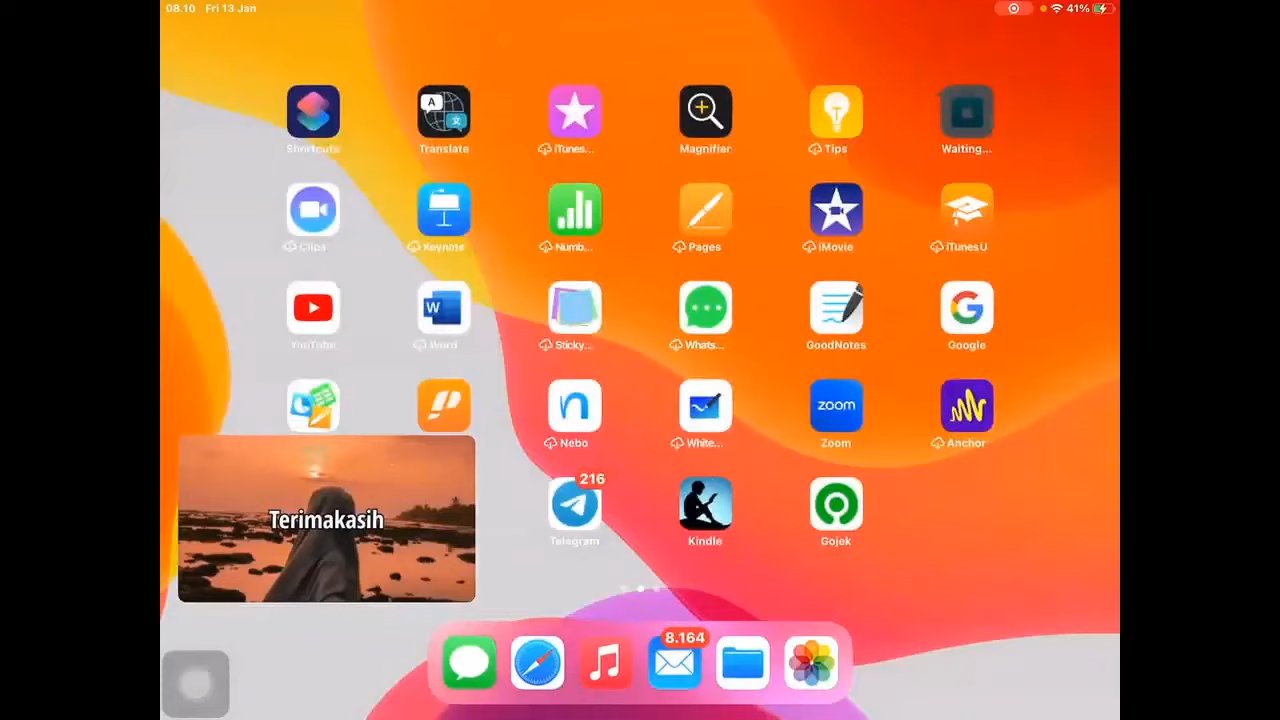 08.10 Fri 13 Jan 41%
Shortcuts Translate iTunes... Magnifier Tips Waiting...
Clips Keynote Numb... Pages iMovie iTunes U
YouTube Word Sticky... Whats... GoodNotes Google
Nebo White... zoom Zoom Anchor
216
Telegram Kindle Gojek
Terimakasih
8.164